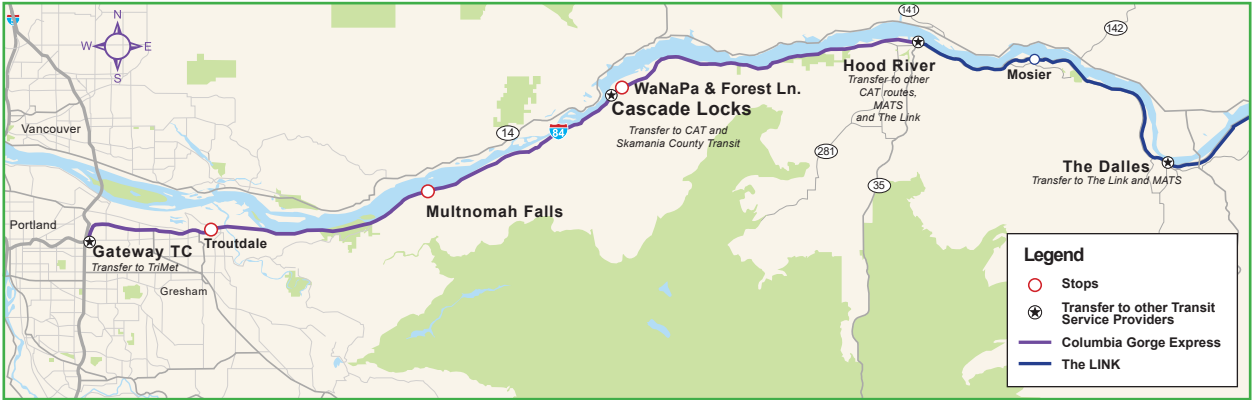 N
W
E
S
141
142
Hood River
Transfer to other
CAT routes,
MATS
and The Link
Mosier
WaNaPa & Forest Ln.
Cascade Locks
Transfer to CAT and
Skamania County Transit
84
14
Vancouver
281
The Dalles
Transfer to The Link and MATS
35
Multnomah Falls
Portland
Troutdale
Gateway TC
Transfer to TriMet
Gresham
Legend
Stops
Transfer to other Transit
Service Providers
Columbia Gorge Express
The LINK